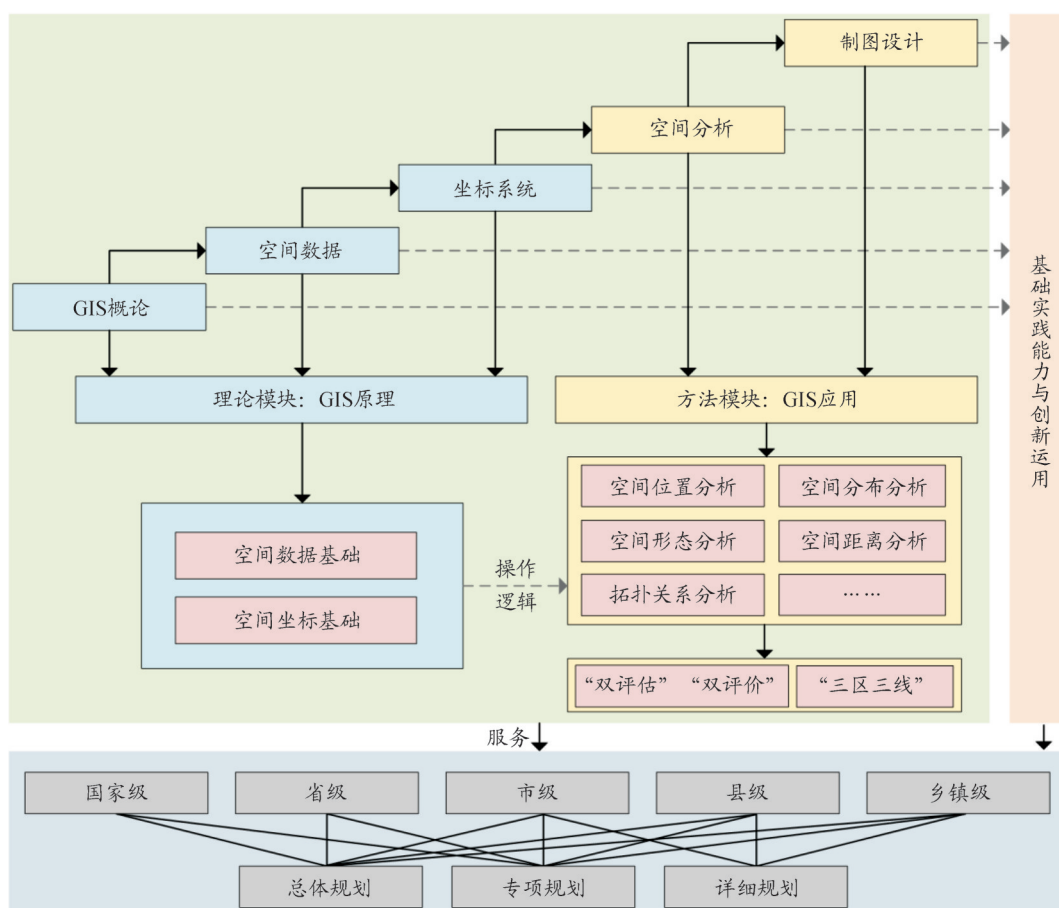 制图设计
空间分析
坐标系统
空间数据
GIS概论
基础实践能力与创新运用
理论模块：GIS原理
方法模块：GIS应用
空间位置分析
空间分布分析
空间数据基础
空间形态分析
空间距离分析
操作
逻辑
空间坐标基础
拓扑关系分析
……
“双评估” “双评价”
“三区三线”
服务
国家级
省级
市级
县级
乡镇级
总体规划
专项规划
详细规划